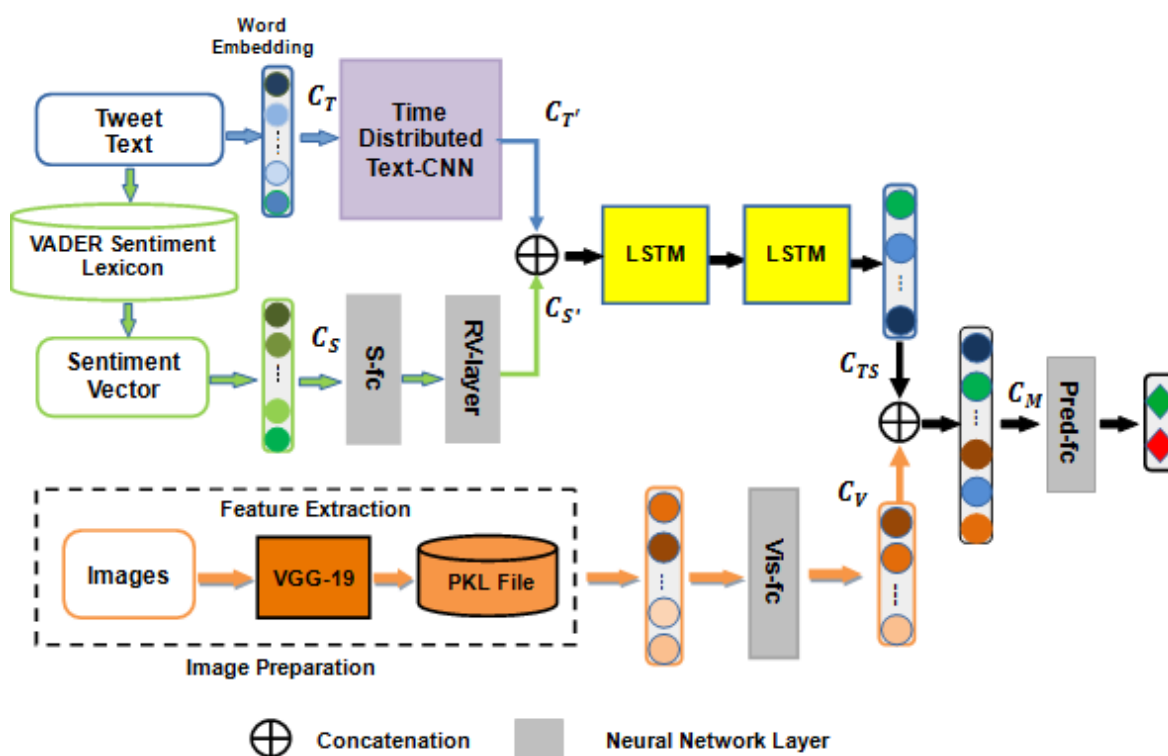 Word
Embedding
Tweet
Text
C_T
Time
Distributed
Text-CNN
C_T'
VADER Sentiment
Lexicon
LSTM
LSTM
Sentiment
Vector
C_S
S-fc
RV-layer
C_S'
C_TS
C_M
Pred-fc
Feature Extraction
Images
VGG-19
PKL File
Vis-fc
C_V
Image Preparation
Concatenation
Neural Network Layer